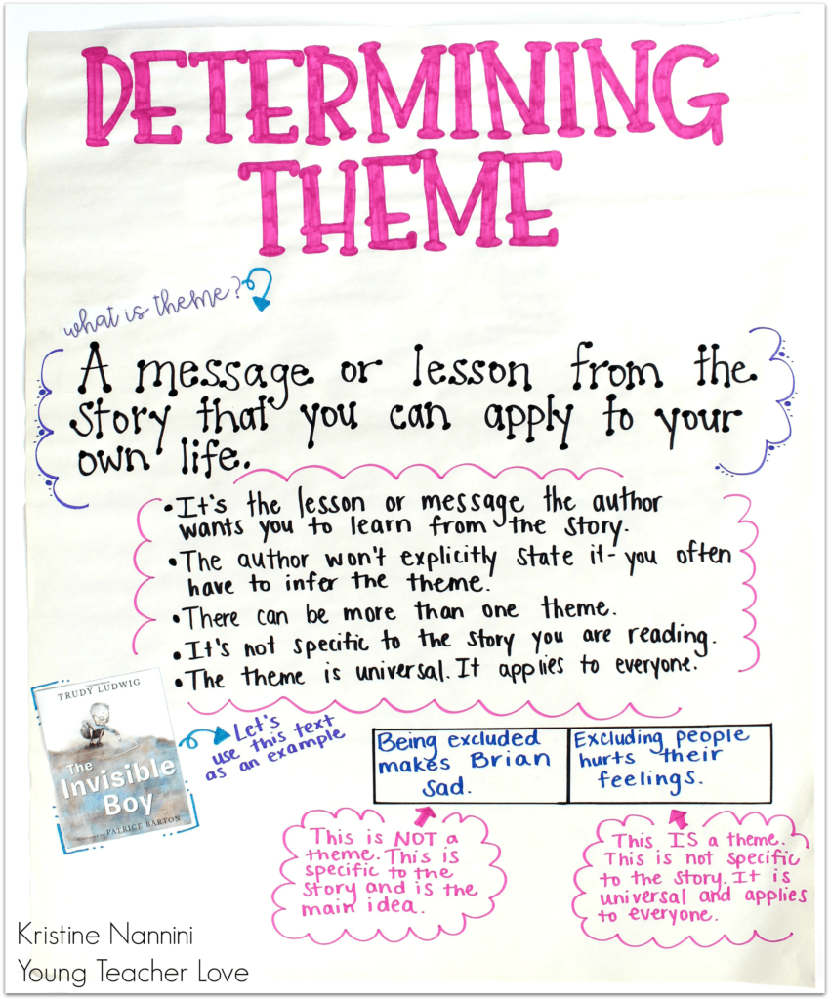 DETERMINING
THEME
what is theme?
A message or lesson from the
story that you can apply to your
own life.
•It's the lesson or message the author
wants you to learn from the story.
•The author won't explicitly state it- you often
have to infer the theme.
•There can be more than one theme.
•It's not specific to the story you are reading.
•The theme is universal. It applies to everyone.
TRUDY LUDWIG
The
Invisible
Boy
PATRICE BARTON
Let's
use this text
as an example
Being excluded
makes Brian
sad.
Excluding people
hurts their
feelings.
This is NOT a
theme. This is
specific to the
story and is the
main idea.
This IS a theme.
This is not specific
to the story. It is
universal and applies
to everyone.
Kristine Nannini
Young Teacher Love